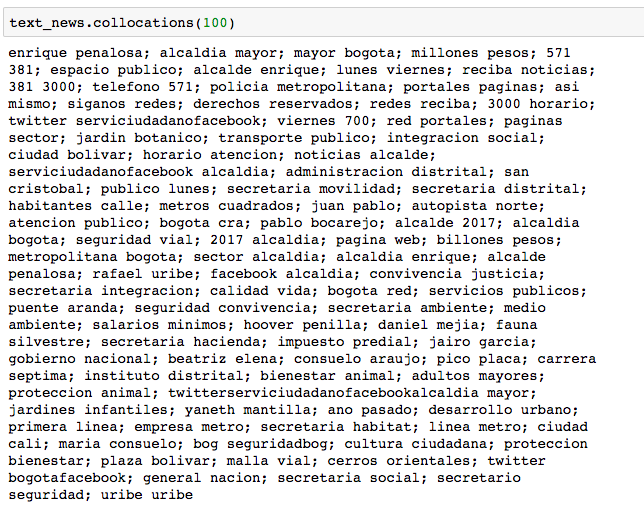 text_news.collocations(100)
enrique penalosa; alcaldia mayor; mayor bogota; millones pesos; 571
381; espacio publico; alcalde enrique; lunes viernes; reciba noticias;
381 3000; telefono 571; policia metropolitana; portales paginas; asi
mismo; siganos redes; derechos reservados; redes reciba; 3000 horario;
twitter serviciudadanofacebook; viernes 700; red portales; paginas
sector; jardin botanico; transporte publico; integracion social;
ciudad bolivar; horario atencion; noticias alcalde;
serviciudadanofacebook alcaldia; administracion distrital; san
cristobal; publico lunes; secretaria movilidad; secretaria distrital;
habitantes calle; metros cuadrados; juan pablo; autopista norte;
atencion publico; bogota cra; pablo bocarejo; alcalde 2017; alcaldia
bogota; seguridad vial; 2017 alcaldia; pagina web; billones pesos;
metropolitana bogota; sector alcaldia; alcaldia enrique; alcalde
penalosa; rafael uribe; facebook alcaldia; convivencia justicia;
secretaria integracion; calidad vida; bogota red; servicios publicos;
puente aranda; seguridad convivencia; secretaria ambiente; medio
ambiente; salarios minimos; hoover penilla; daniel mejia; fauna
silvestre; secretaria hacienda; impuesto predial; jairo garcia;
gobierno nacional; beatriz elena; consuelo araujo; pico placa; carrera
septima; instituto distrital; bienestar animal; adultos mayores;
proteccion animal; twitterserviciudadanofacebookalcaldia mayor;
jardines infantiles; yaneth mantilla; ano pasado; desarrollo urbano;
primera linea; empresa metro; secretaria habitat; linea metro; ciudad
cali; maria consuelo; bog seguridadbog; cultura ciudadana; proteccion
bienestar; plaza bolivar; malla vial; cerros orientales; twitter
bogotafacebook; general nacion; secretaria social; secretario
seguridad; uribe uribe